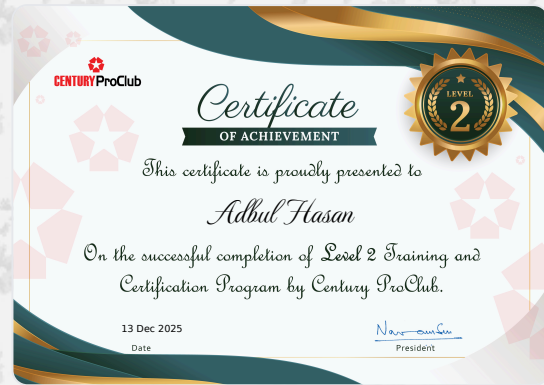 CENTURY ProClub
Certificate
OF ACHIEVEMENT
LEVEL
2
This certificate is proudly presented to
Adbul Hasan
On the successful completion of Level 2 Training and
Certification Program by Century ProClub.
13 Dec 2025
Date
President